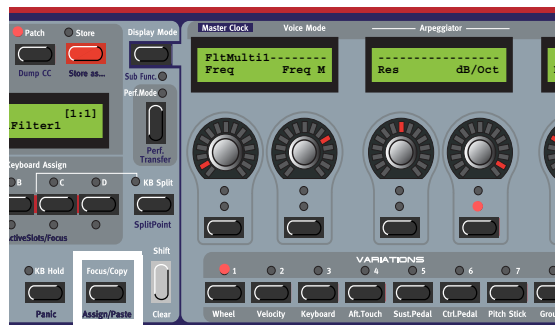 Patch
Store
Display Mode
Master Clock
Voice Mode
Arpeggiator
Dump CC
Store as...
FltMulti1-------
Freq Freq M
----------------
Res dB/Oct
Sub Func.
Perf.Mode
[1:1]
Filter1
Perf.
Transfer
Keyboard Assign
B
C
D
KB Split
SplitPoint
ctiveSlots/Focus
Shift
VARIATIONS
KB Hold
Focus/Copy
1
2
3
4
5
6
7
Panic
Assign/Paste
Clear
Wheel
Velocity
Keyboard
Aft.Touch
Sust.Pedal
Ctrl.Pedal
Pitch Stick